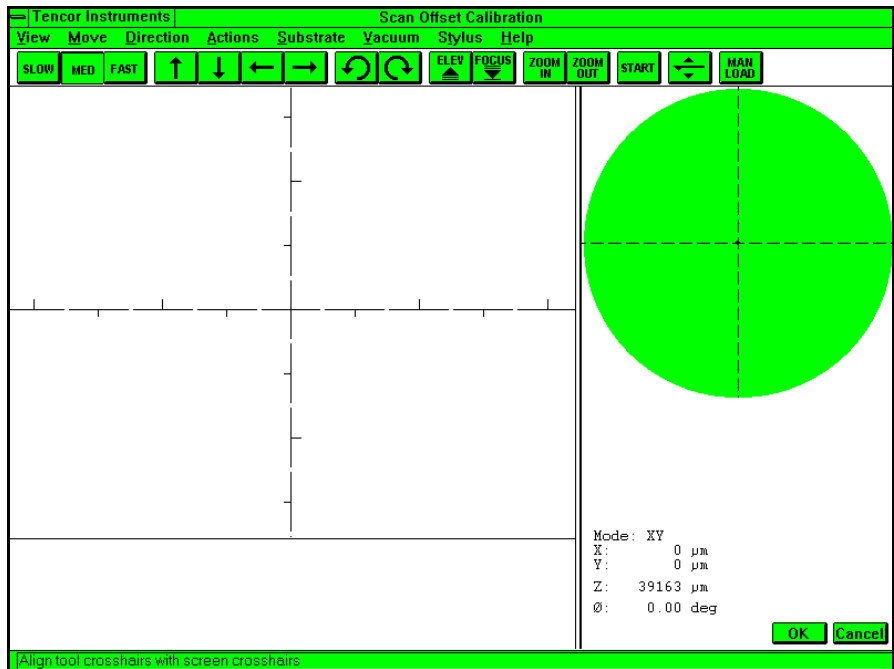 Tencor Instruments Scan Offset Calibration
View Move Direction Actions Substrate Vacuum Stylus Help
SLOW MED FAST ELEV FOCUS ZOOM IN ZOOM OUT START MAN LOAD
Mode: XY
X: 0 µm
Y: 0 µm
Z: 39163 µm
Ø: 0.00 deg
OK Cancel
Align tool crosshairs with screen crosshairs